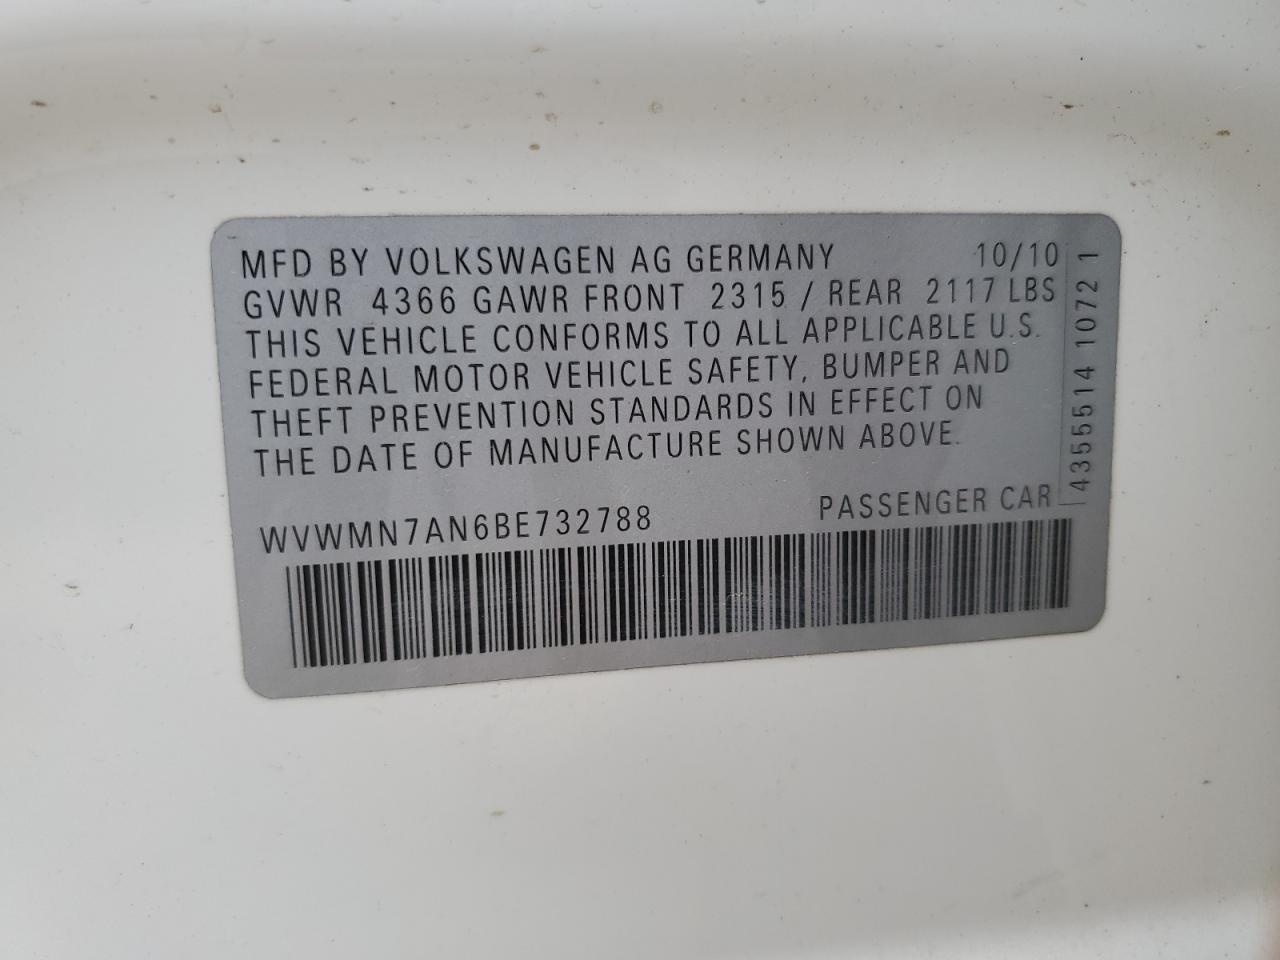 MFD BY VOLKSWAGEN AG GERMANY 10/10
GVWR 4366 GAWR FRONT 2315 / REAR 2117 LBS
THIS VEHICLE CONFORMS TO ALL APPLICABLE U.S.
FEDERAL MOTOR VEHICLE SAFETY, BUMPER AND
THEFT PREVENTION STANDARDS IN EFFECT ON
THE DATE OF MANUFACTURE SHOWN ABOVE.
WVWMN7AN6BE732788 PASSENGER CAR
4355514 1072 1